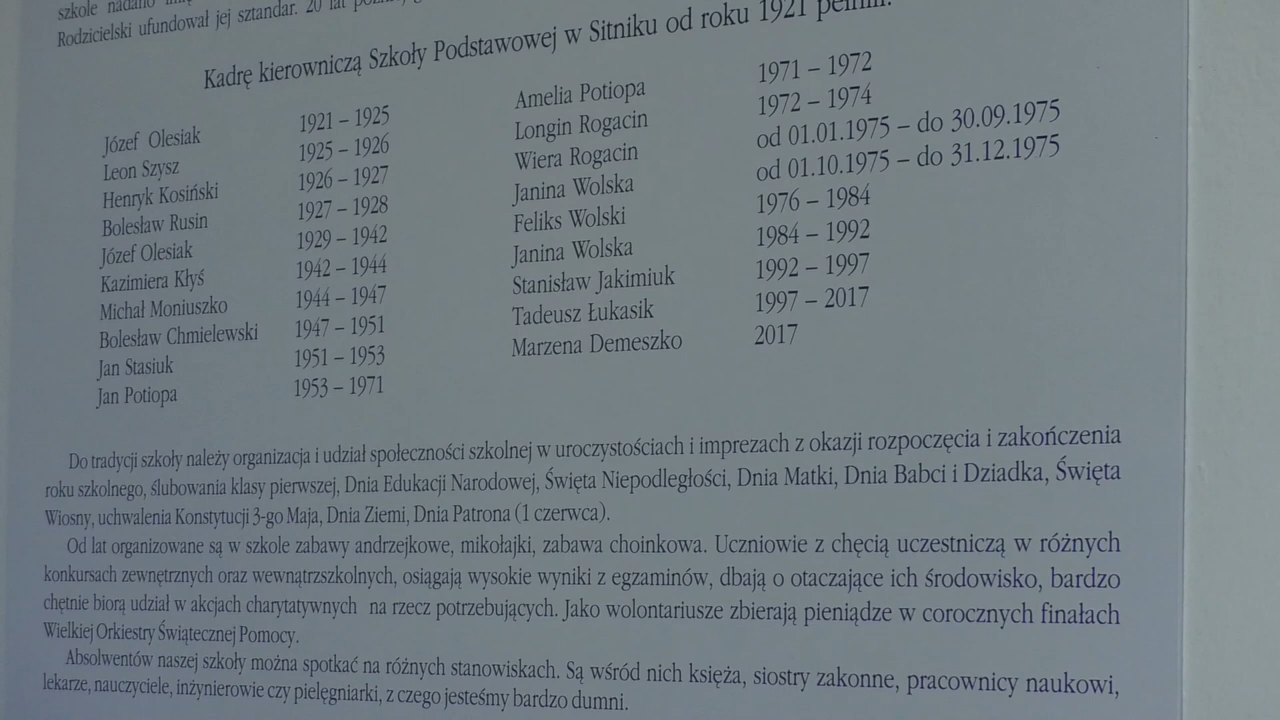 szkole nadano
Rodzicielski ufundował jej sztandar. 20 lat
Kadrę kierowniczą Szkoły Podstawowej w Sitniku od roku 1921 pełnili:
Józef Olesiak 1921 – 1925
Leon Szysz 1925 – 1926
Henryk Kosiński 1926 – 1927
Bolesław Rusin 1927 – 1928
Józef Olesiak 1929 – 1942
Kazimiera Kłyś 1942 – 1944
Michał Moniuszko 1944 – 1947
Bolesław Chmielewski 1947 – 1951
Jan Stasiuk 1951 – 1953
Jan Potiopa 1953 – 1971
Amelia Potiopa 1971 – 1972
Longin Rogacin 1972 – 1974
Wiera Rogacin od 01.01.1975 – do 30.09.1975
Janina Wolska od 01.10.1975 – do 31.12.1975
Feliks Wolski 1976 – 1984
Janina Wolska 1984 – 1992
Stanisław Jakimiuk 1992 – 1997
Tadeusz Łukasik 1997 – 2017
Marzena Demeszko 2017
Do tradycji szkoły należy organizacja i udział społeczności szkolnej w uroczystościach i imprezach z okazji rozpoczęcia i zakończenia
roku szkolnego, ślubowania klasy pierwszej, Dnia Edukacji Narodowej, Święta Niepodległości, Dnia Matki, Dnia Babci i Dziadka, Święta
Wiosny, uchwalenia Konstytucji 3-go Maja, Dnia Ziemi, Dnia Patrona (1 czerwca).
Od lat organizowane są w szkole zabawy andrzejkowe, mikołajki, zabawa choinkowa. Uczniowie z chęcią uczestniczą w różnych
konkursach zewnętrznych oraz wewnątrzszkolnych, osiągają wysokie wyniki z egzaminów, dbają o otaczające ich środowisko, bardzo
chętnie biorą udział w akcjach charytatywnych na rzecz potrzebujących. Jako wolontariusze zbierają pieniądze w corocznych finałach
Wielkiej Orkiestry Świątecznej Pomocy.
Absolwentów naszej szkoły można spotkać na różnych stanowiskach. Są wśród nich księża, siostry zakonne, pracownicy naukowi,
lekarze, nauczyciele, inżynierowie czy pielęgniarki, z czego jesteśmy bardzo dumni.